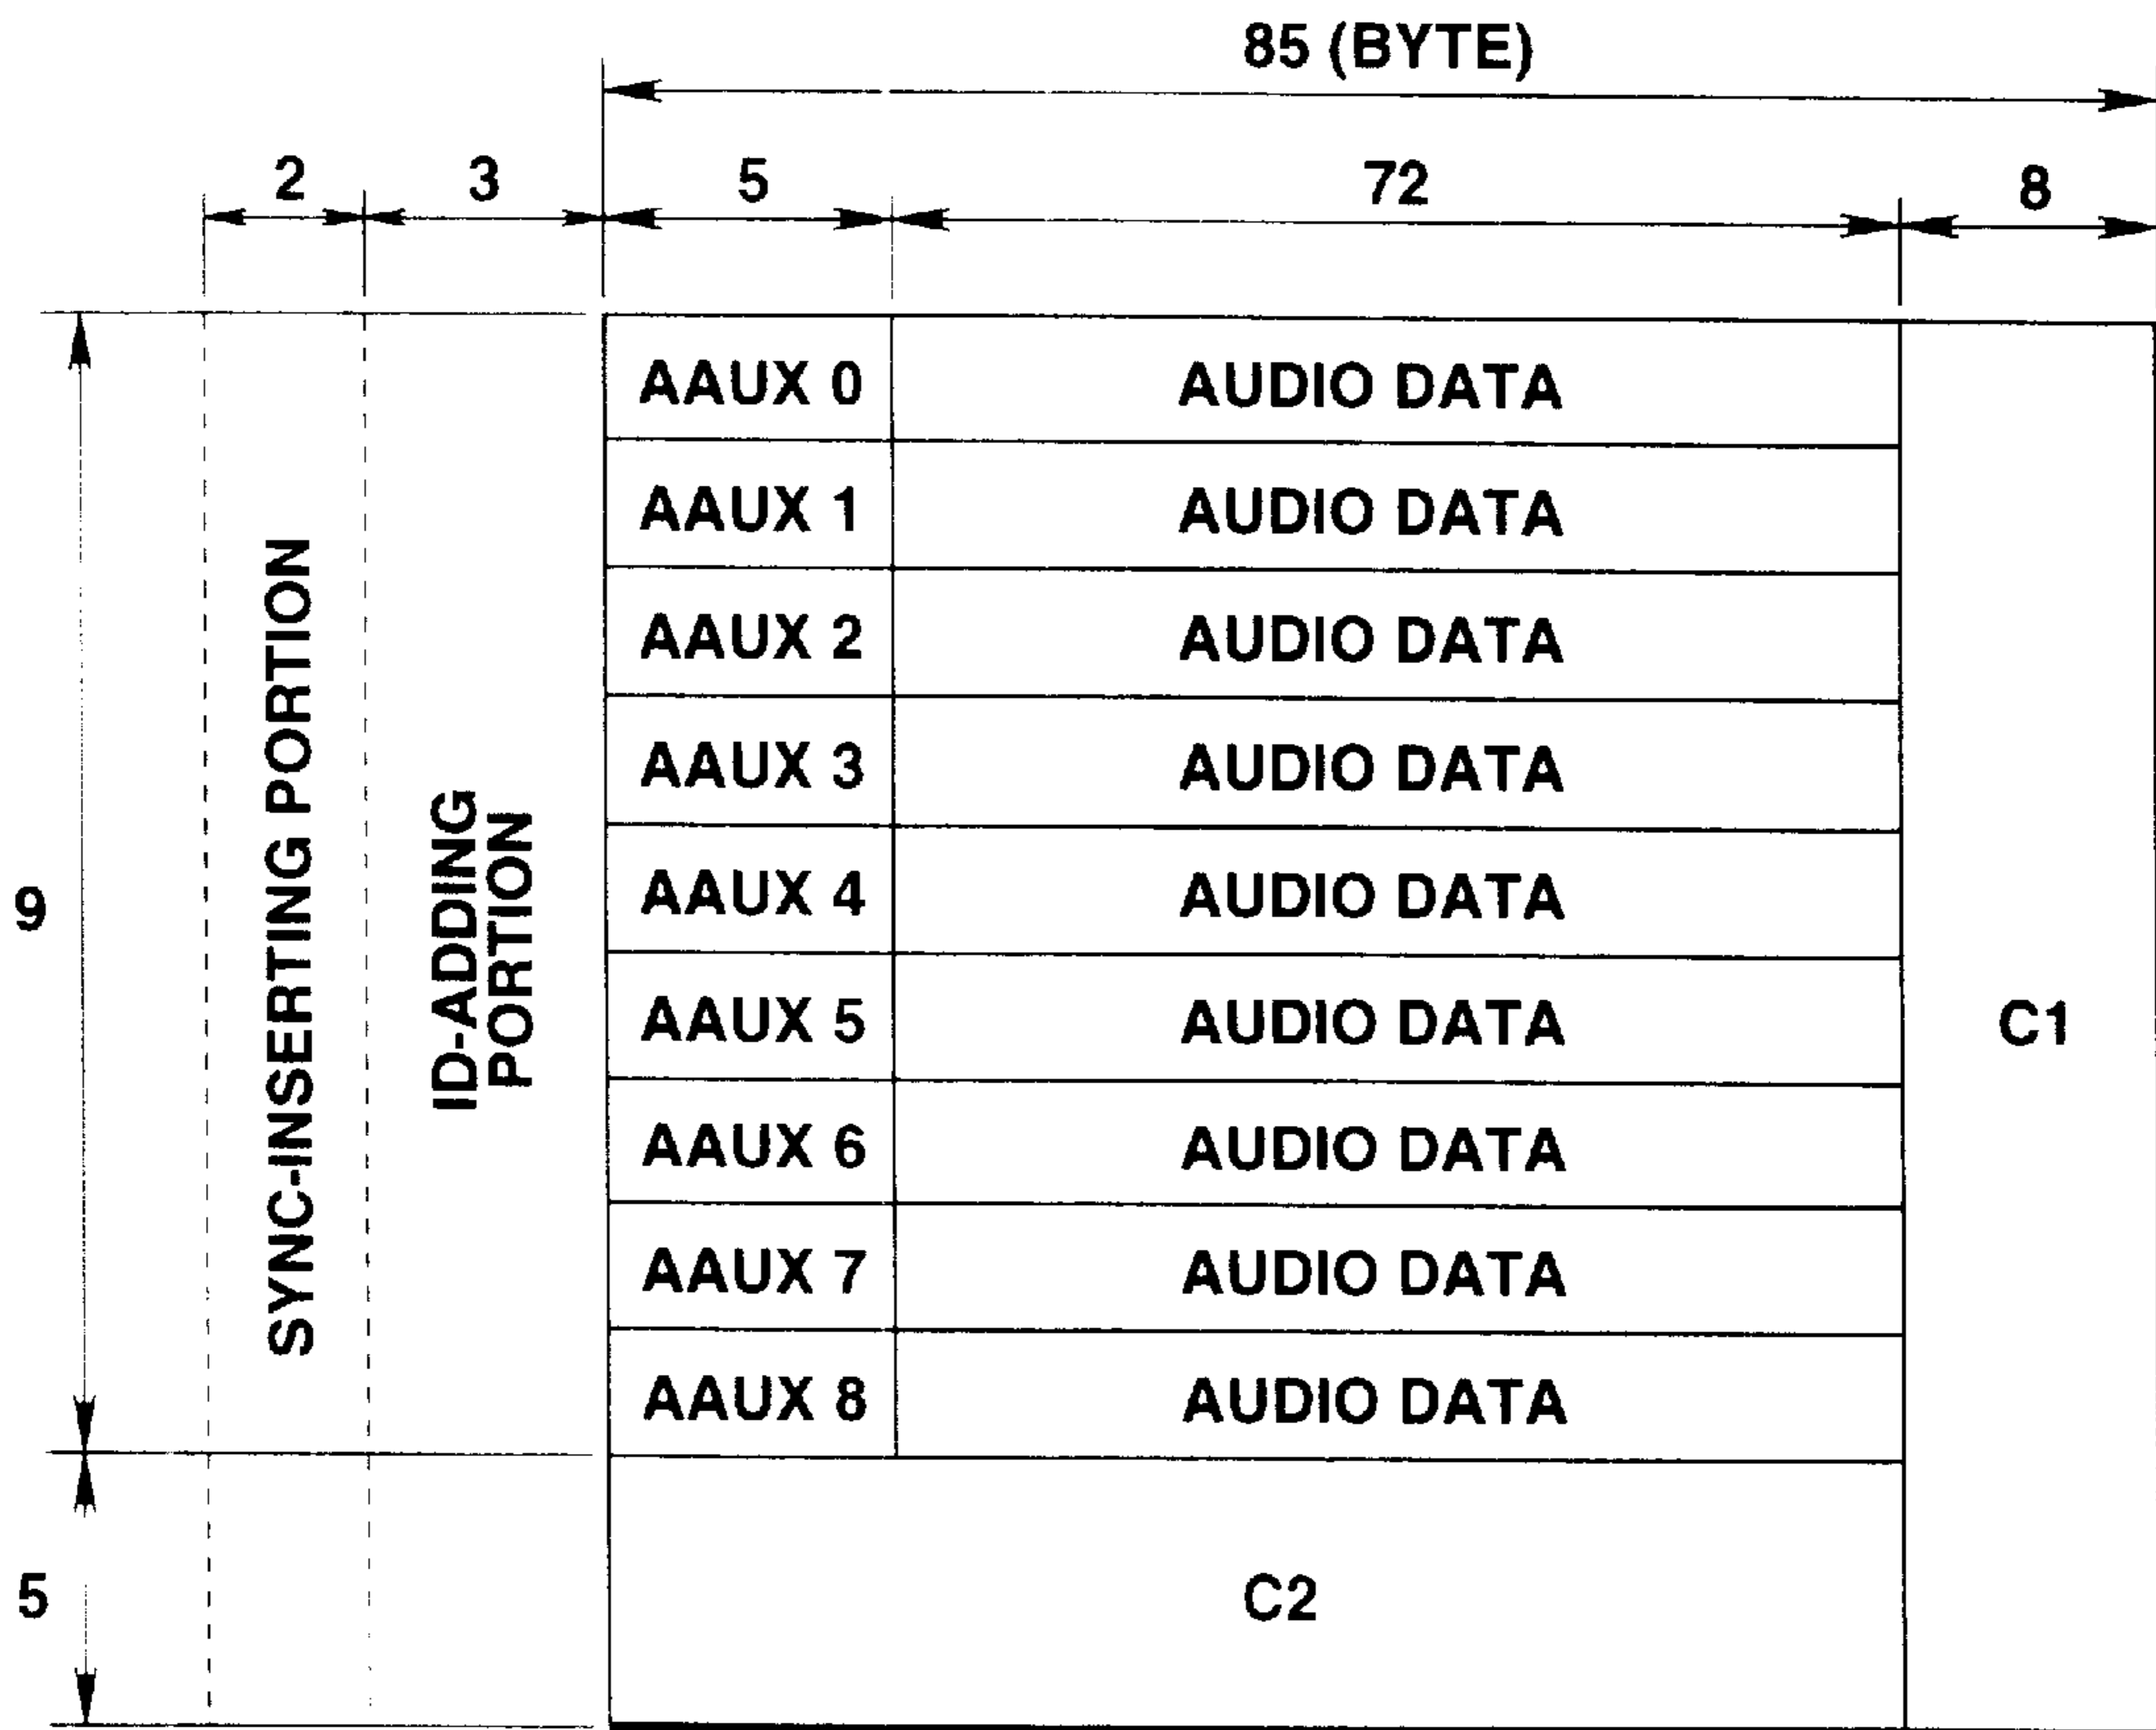 85 (BYTE)
2 3 5 72 8
AAUX 0 AUDIO DATA
AAUX 1 AUDIO DATA
AAUX 2 AUDIO DATA
AAUX 3 AUDIO DATA
AAUX 4 AUDIO DATA
AAUX 5 AUDIO DATA
AAUX 6 AUDIO DATA
AAUX 7 AUDIO DATA
AAUX 8 AUDIO DATA
9
SYNC-INSERTING PORTION
ID-ADDING
PORTION
C1
5
C2